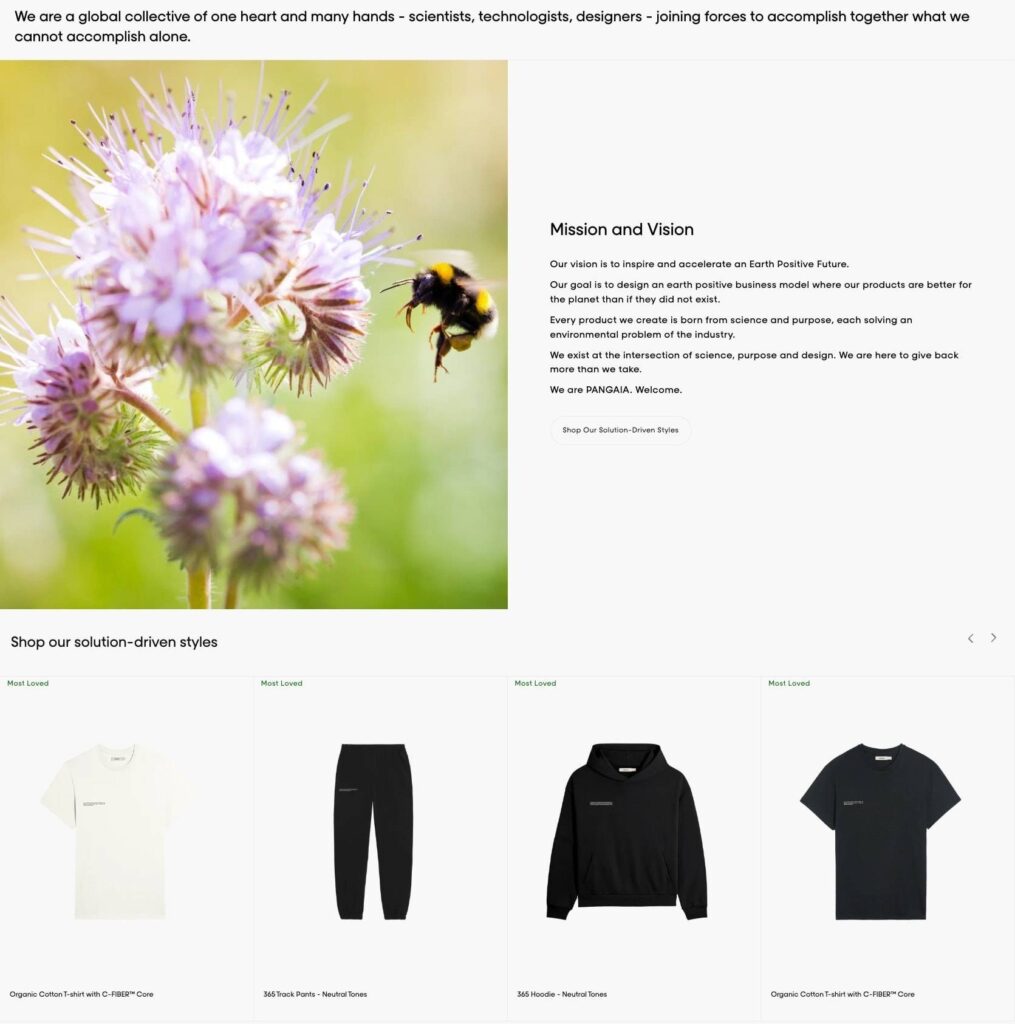 We are a global collective of one heart and many hands - scientists, technologists, designers - joining forces to accomplish together what we
cannot accomplish alone.
Mission and Vision
Our vision is to inspire and accelerate an Earth Positive Future.
Our goal is to design an earth positive business model where our products are better for
the planet than if they did not exist.
Every product we create is born from science and purpose, each solving an
environmental problem of the industry.
We exist at the intersection of science, purpose and design. We are here to give back
more than we take.
We are PANGAIA. Welcome.
Shop Our Solution-Driven Styles
Shop our solution-driven styles
Most Loved
Most Loved
Most Loved
Most Loved
Organic Cotton T-shirt with C-FIBER™ Core
365 Track Pants - Neutral Tones
365 Hoodie - Neutral Tones
Organic Cotton T-shirt with C-FIBER™ Core